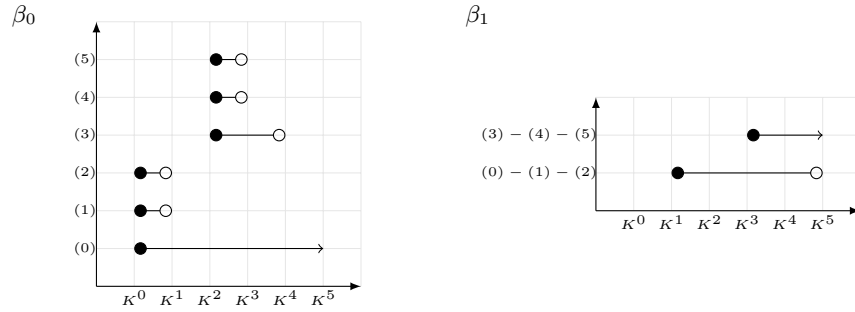 β₀
(5)
(4)
(3)
(2)
(1)
(0)
K⁰ K¹ K² K³ K⁴ K⁵
β₁
(3) − (4) − (5)
(0) − (1) − (2)
K⁰ K¹ K² K³ K⁴ K⁵